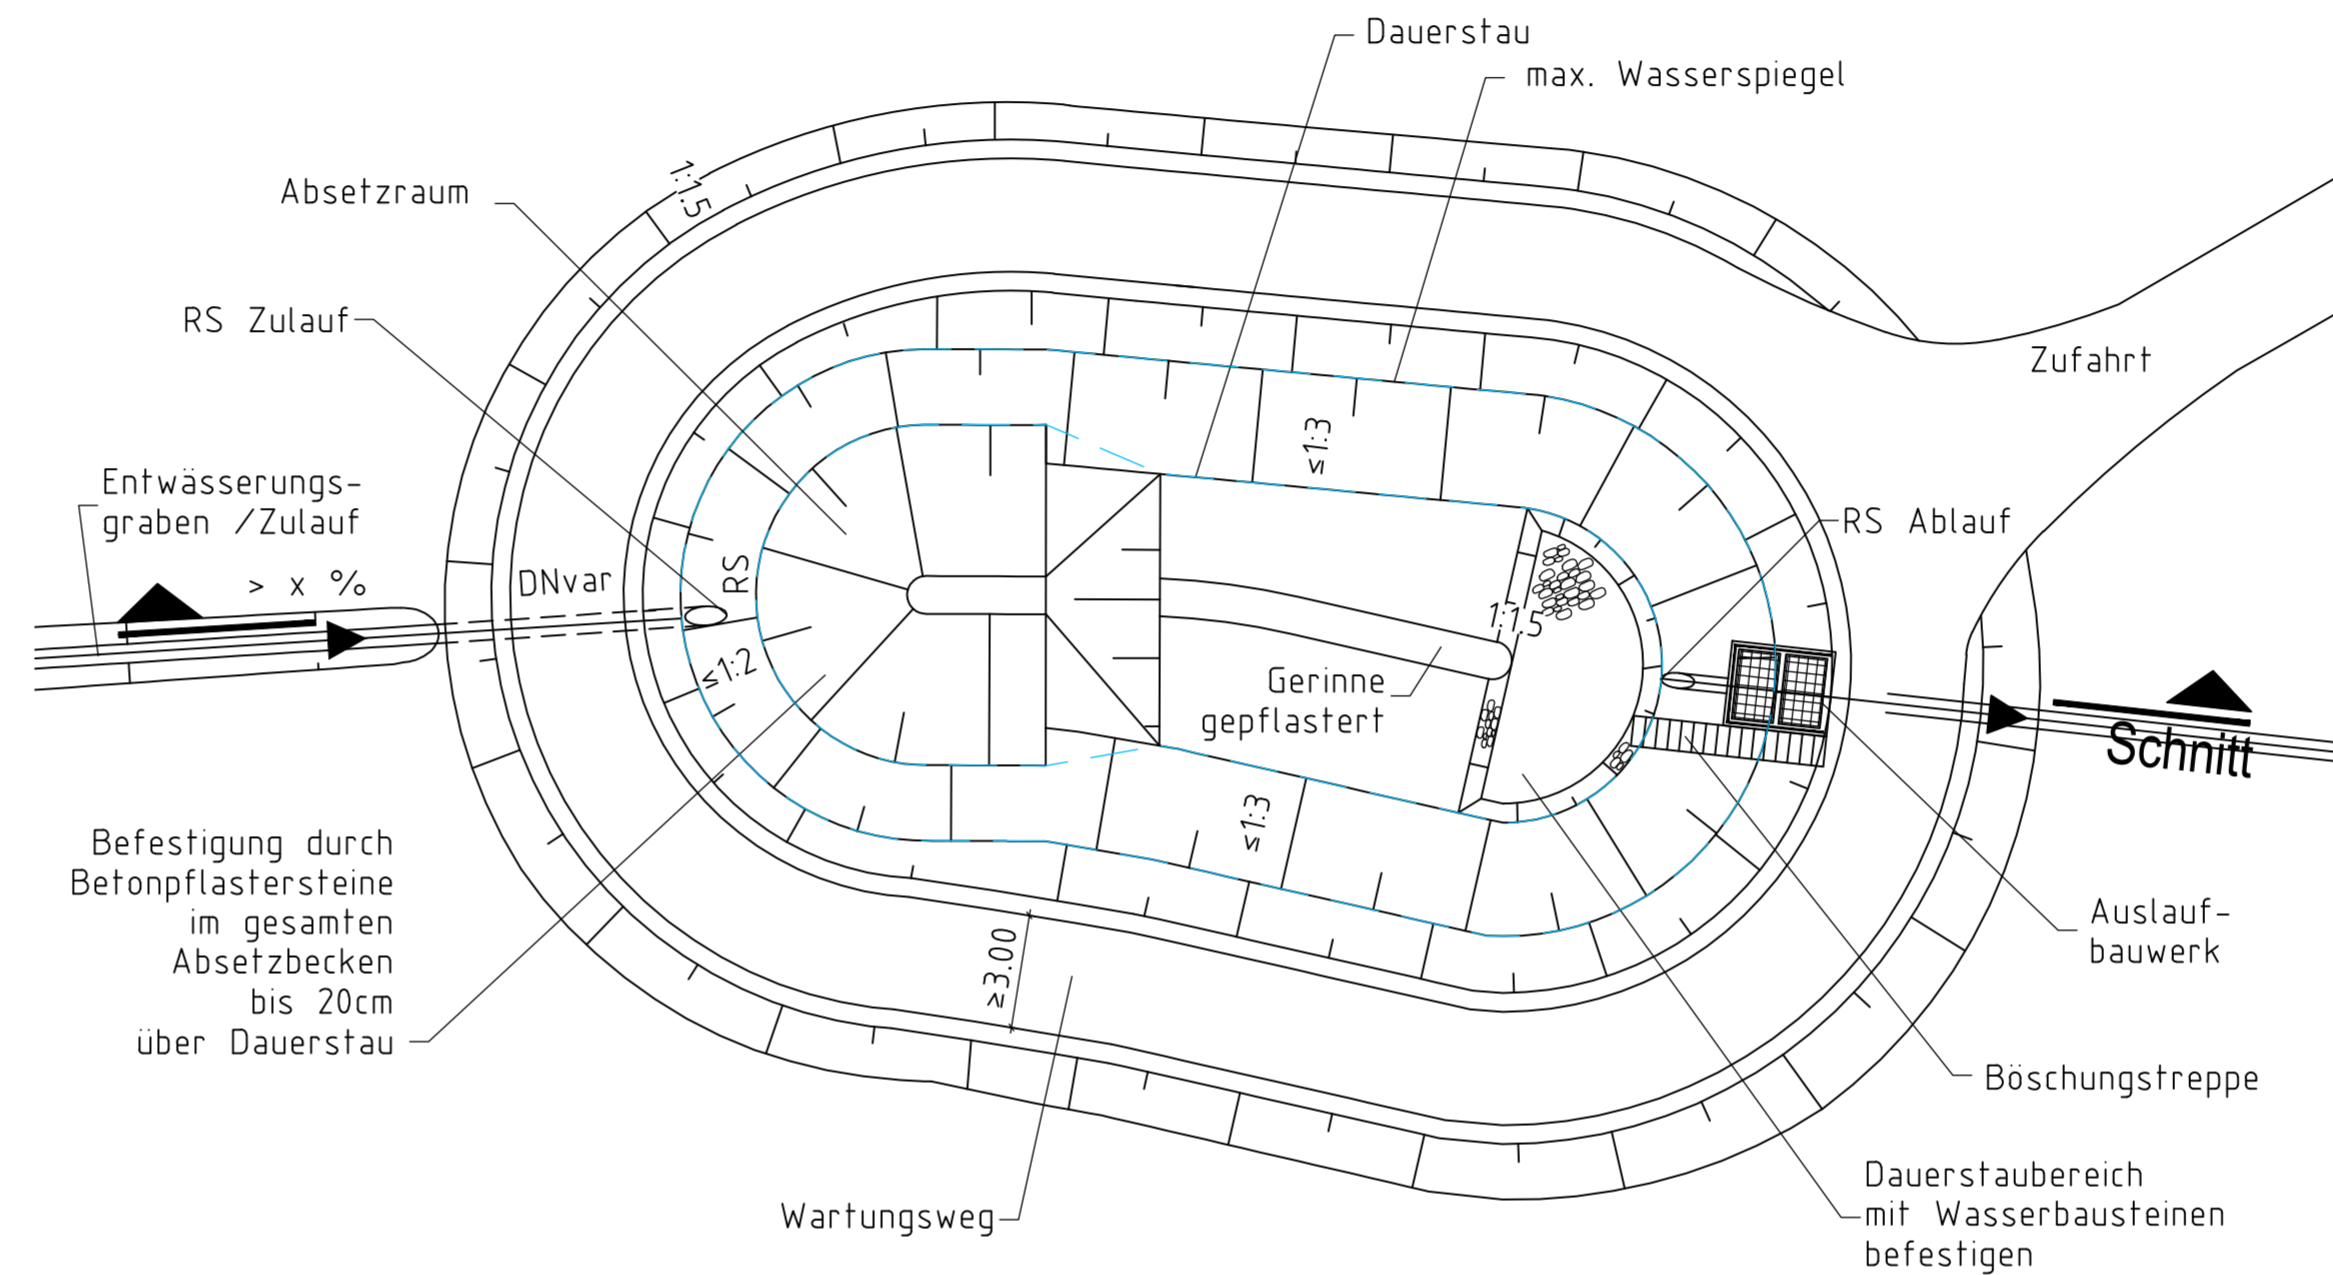 Dauerstau
max. Wasserspiegel
1:1.5
Absetzraum
RS Zulauf
Zufahrt
≤1:3
Entwässerungs-
graben /Zulauf
RS Ablauf
> x %
DNvar
RS
1:1.5
≤1:2
Gerinne
gepflastert
Schnitt
≤1:3
Befestigung durch
Betonpflastersteine
im gesamten
Absetzbecken
bis 20cm
über Dauerstau
Auslauf-
bauwerk
≥3.00
Böschungstreppe
Wartungsweg
Dauerstaubereich
mit Wasserbausteinen
befestigen